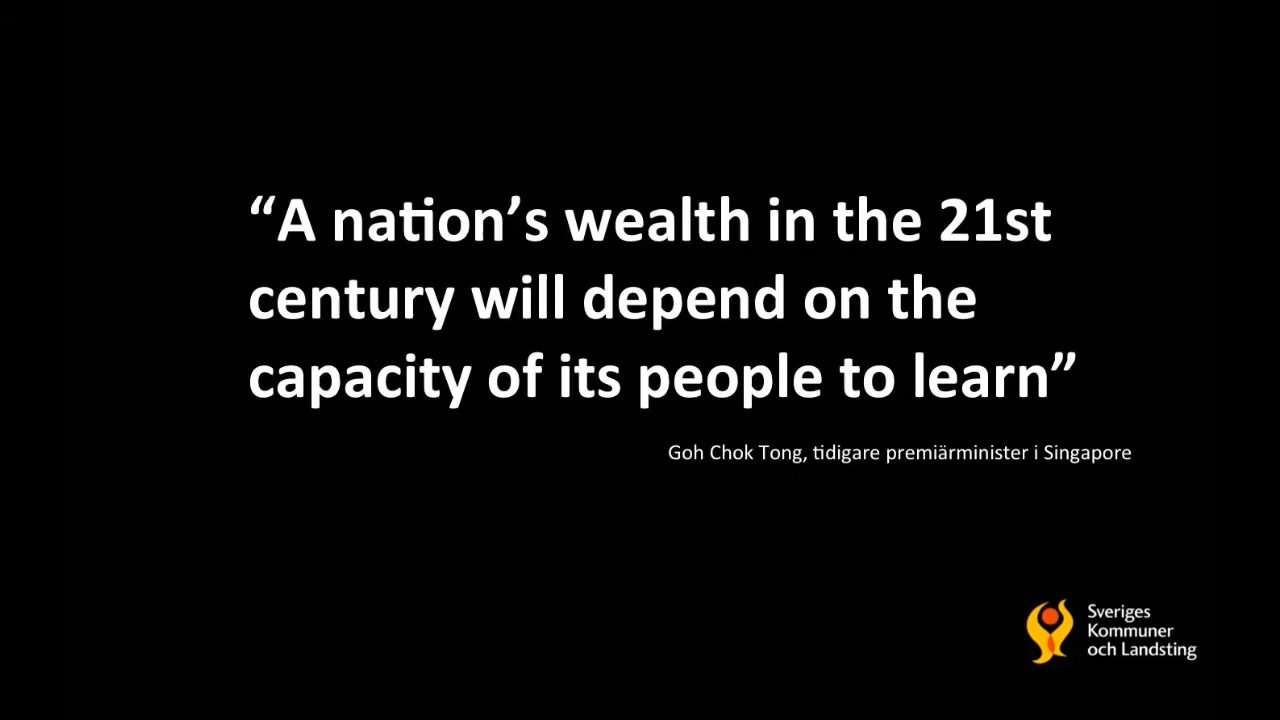 “A nation’s wealth in the 21st
century will depend on the
capacity of its people to learn”
Goh Chok Tong, tidigare premiärminister i Singapore
Sveriges
Kommuner
och Landsting